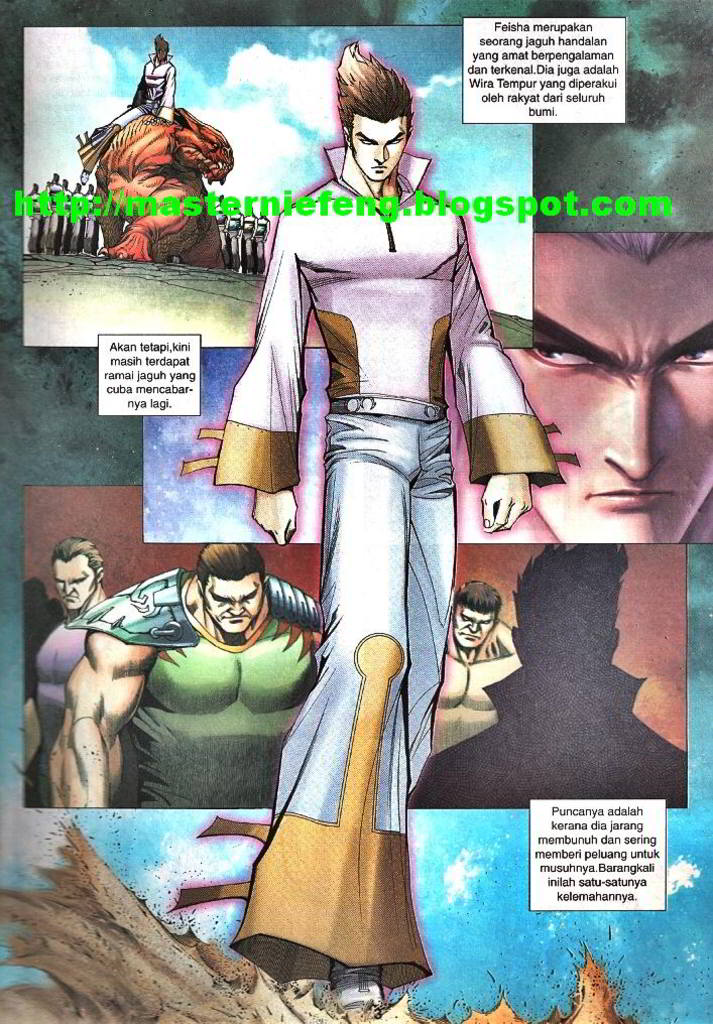 Feisha merupakan
seorang jaguh handalan
yang amat berpengalaman
dan terkenal.Dia juga adalah
Wira Tempur yang diperakui
oleh rakyat dari seluruh
bumi.
http://masterniefeng.blogspot.com
Akan tetapi,kini
masih terdapat
ramai jaguh yang
cuba mencabar-
nya lagi.
Puncanya adalah
kerana dia jarang
membunuh dan sering
memberi peluang untuk
musuhnya.Barangkali
inilah satu-satunya
kelemahannya.